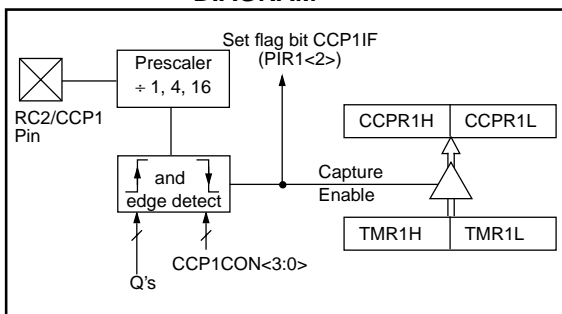 DIAGRAM
Set flag bit CCP1IF
(PIR1<2>)
Prescaler
÷ 1, 4, 16
RC2/CCP1
Pin
CCPR1H
CCPR1L
and
edge detect
Capture
Enable
TMR1H
TMR1L
CCP1CON<3:0>
Q's